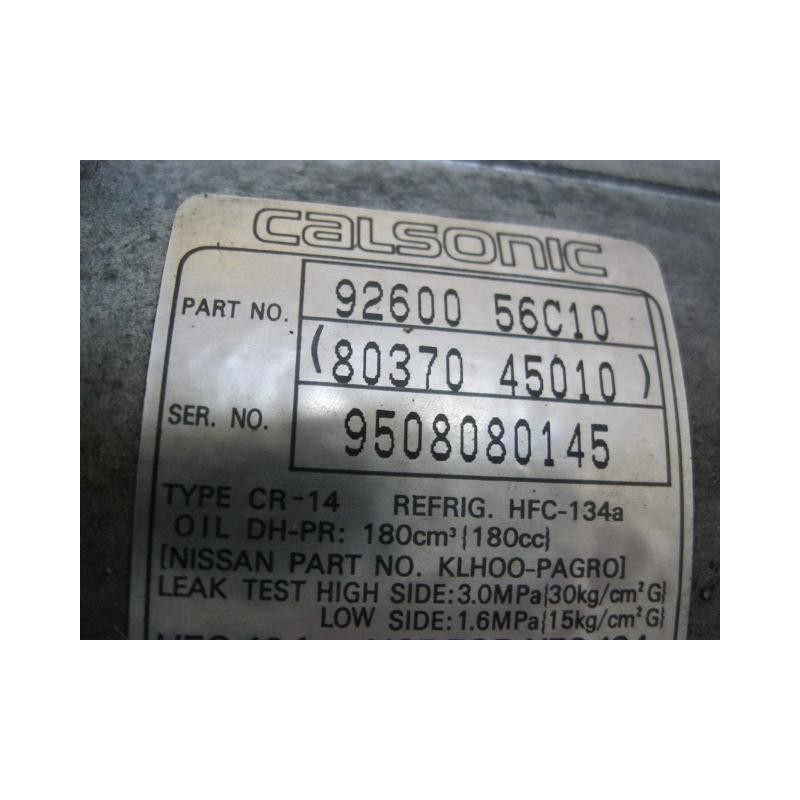 calsonic
PART NO. 92600 56C10
(80370 45010)
SER. NO. 9508080145
TYPE CR-14 REFRIG. HFC-134a
OIL DH-PR: 180cm³{180cc}
[NISSAN PART NO. KLH00-PAGR0]
LEAK TEST HIGH SIDE:3.0MPa{30kg/cm²G}
LOW SIDE:1.6MPa{15kg/cm²G}